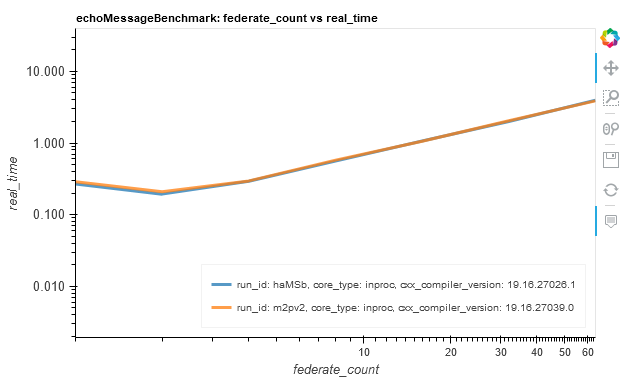 echoMessageBenchmark: federate_count vs real_time
10.000
1.000
0.100
0.010
real_time
run_id: haMSb, core_type: inproc, cxx_compiler_version: 19.16.27026.1
run_id: m2pv2, core_type: inproc, cxx_compiler_version: 19.16.27039.0
10 20 30 40 50 60
federate_count